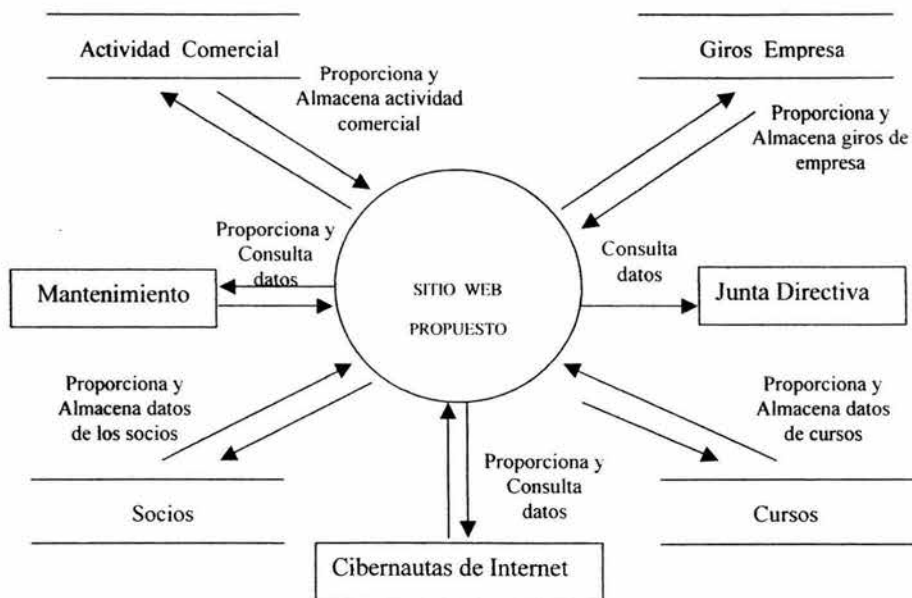 Actividad Comercial
Giros Empresa
Proporciona y
Almacena actividad
comercial
Proporciona y
Almacena giros de
empresa
Proporciona y
Consulta
datos
Consulta
datos
Mantenimiento
SITIO WEB
PROPUESTO
Junta Directiva
Proporciona y
Almacena datos
de los socios
Proporciona y
Almacena datos
de cursos
Proporciona y
Consulta
datos
Socios
Cursos
Cibernautas de Internet